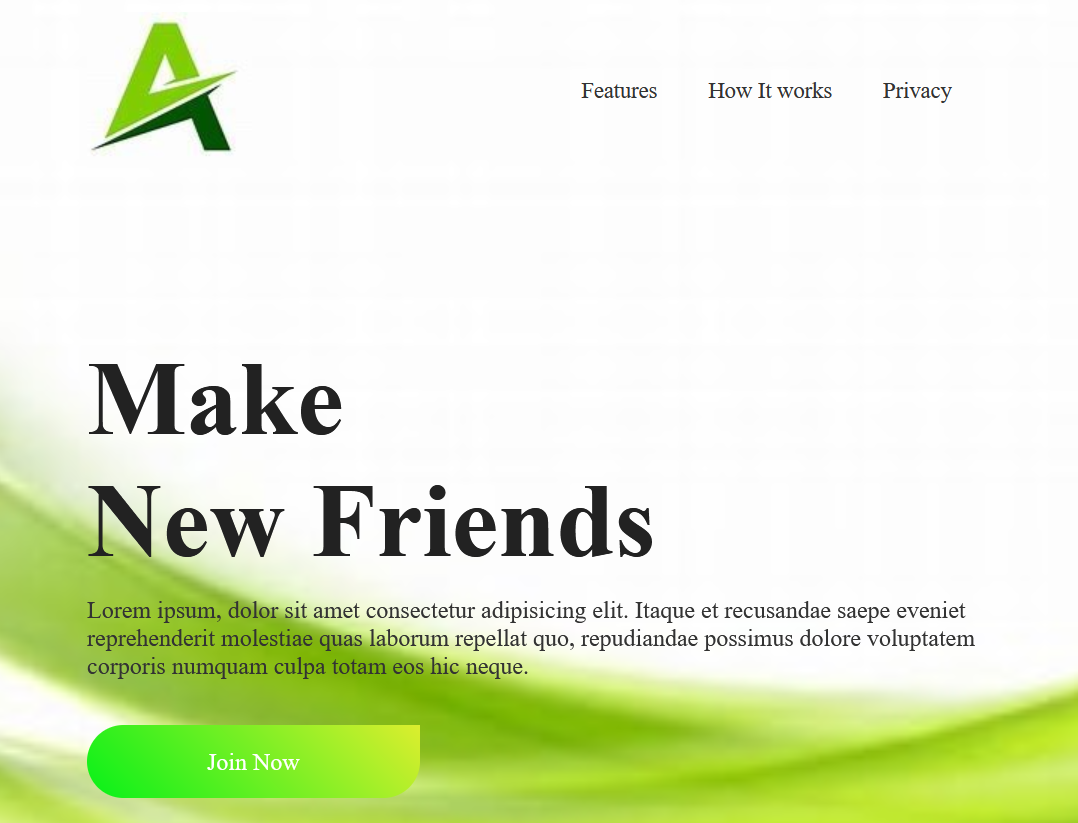 A
Features How It works Privacy
Make
New Friends
Lorem ipsum, dolor sit amet consectetur adipisicing elit. Itaque et recusandae saepe eveniet
reprehenderit molestiae quas laborum repellat quo, repudiandae possimus dolore voluptatem
corporis numquam culpa totam eos hic neque.
Join Now